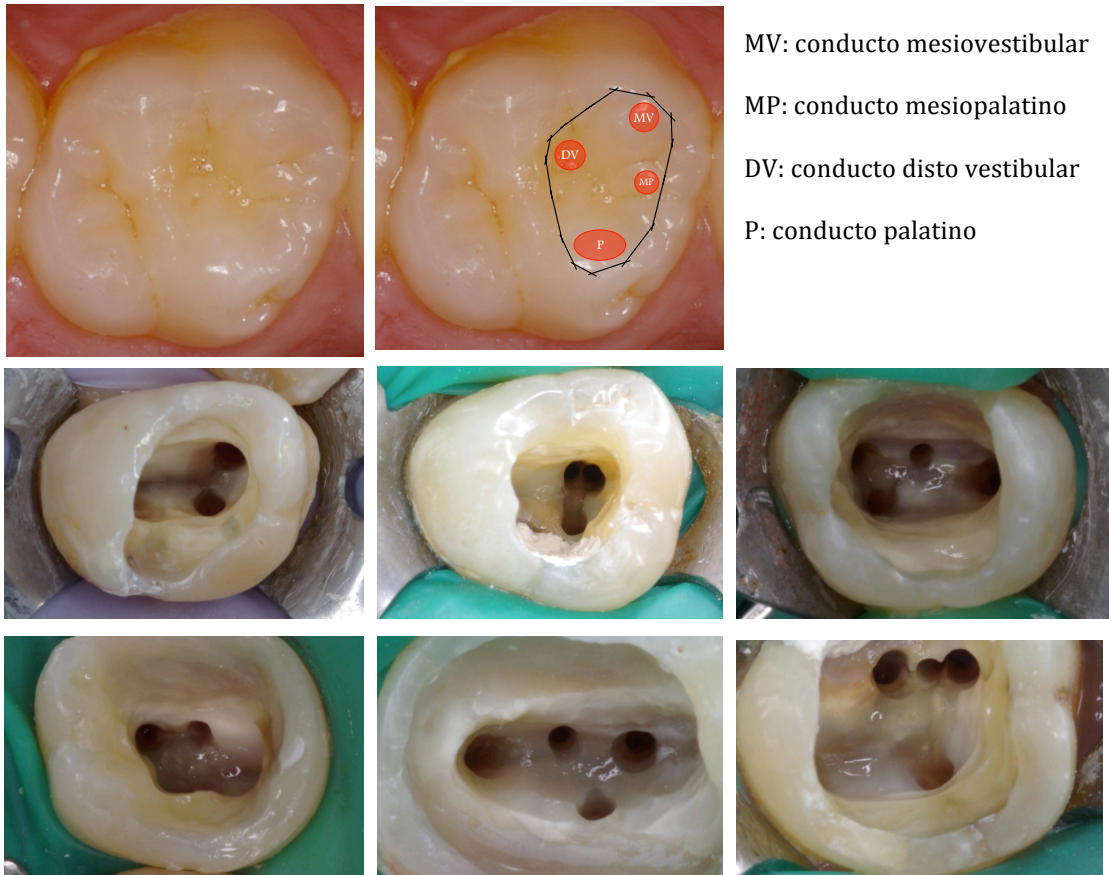 MV
DV
MP
P
MV: conducto mesiovestibular
MP: conducto mesiopalatino
DV: conducto disto vestibular
P: conducto palatino